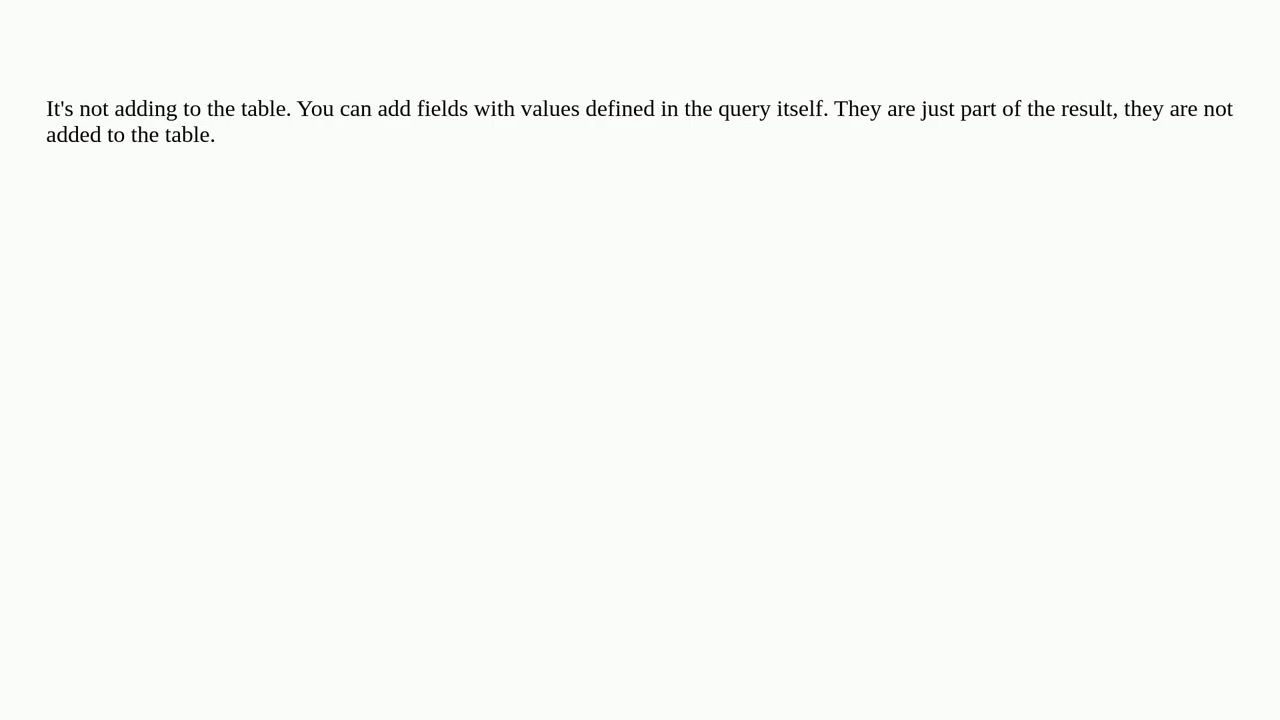 It's not adding to the table. You can add fields with values defined in the query itself. They are just part of the result, they are not
added to the table.